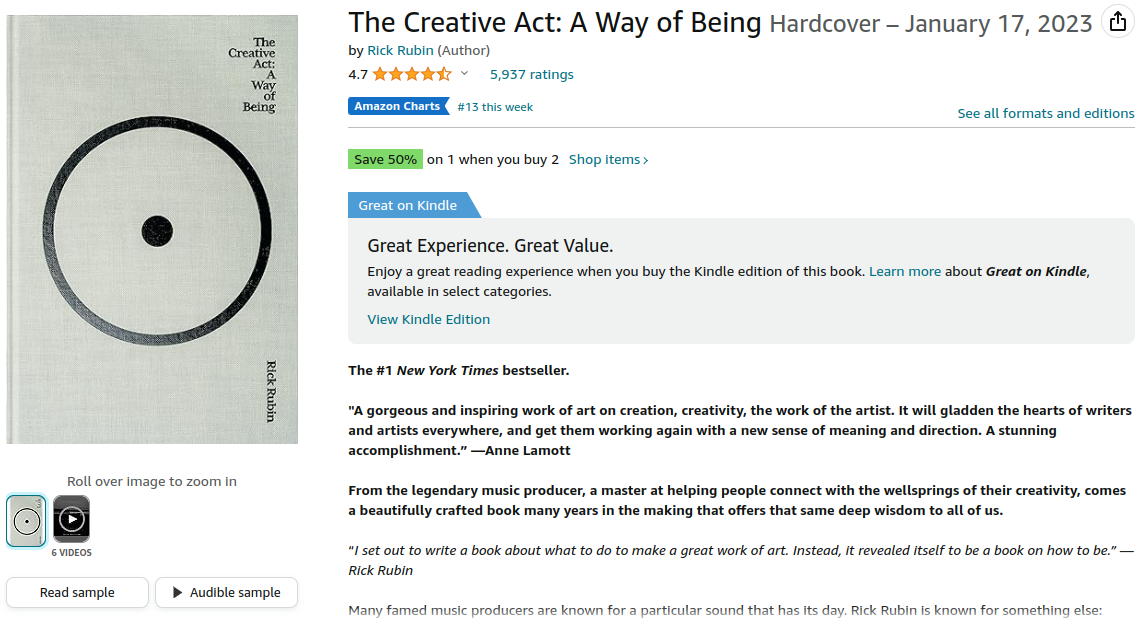 The
Creative
Act:
A
Way
of
Being
Rick Rubin
Roll over image to zoom in
6 VIDEOS
Read sample
Audible sample
The Creative Act: A Way of Being Hardcover – January 17, 2023
by Rick Rubin (Author)
4.7 5,937 ratings
Amazon Charts #13 this week
See all formats and editions
Save 50% on 1 when you buy 2 Shop items ›
Great on Kindle
Great Experience. Great Value.
Enjoy a great reading experience when you buy the Kindle edition of this book. Learn more about Great on Kindle,
available in select categories.
View Kindle Edition
The #1 New York Times bestseller.
"A gorgeous and inspiring work of art on creation, creativity, the work of the artist. It will gladden the hearts of writers
and artists everywhere, and get them working again with a new sense of meaning and direction. A stunning
accomplishment.” —Anne Lamott
From the legendary music producer, a master at helping people connect with the wellsprings of their creativity, comes
a beautifully crafted book many years in the making that offers that same deep wisdom to all of us.
“I set out to write a book about what to do to make a great work of art. Instead, it revealed itself to be a book on how to be.” —
Rick Rubin
Many famed music producers are known for a particular sound that has its day. Rick Rubin is known for something else: